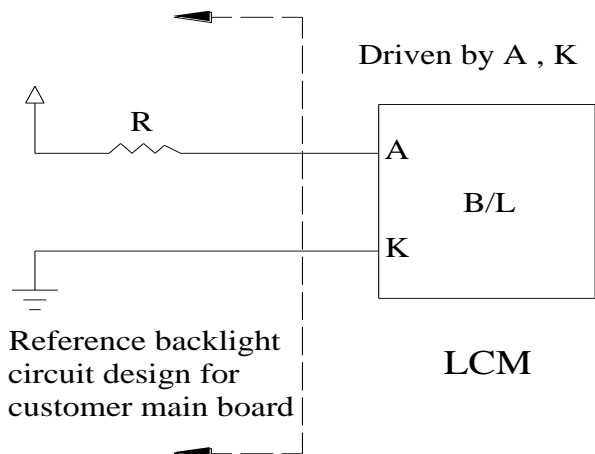 Driven by A , K
R
A
B/L
K
Reference backlight
circuit design for
customer main board
LCM